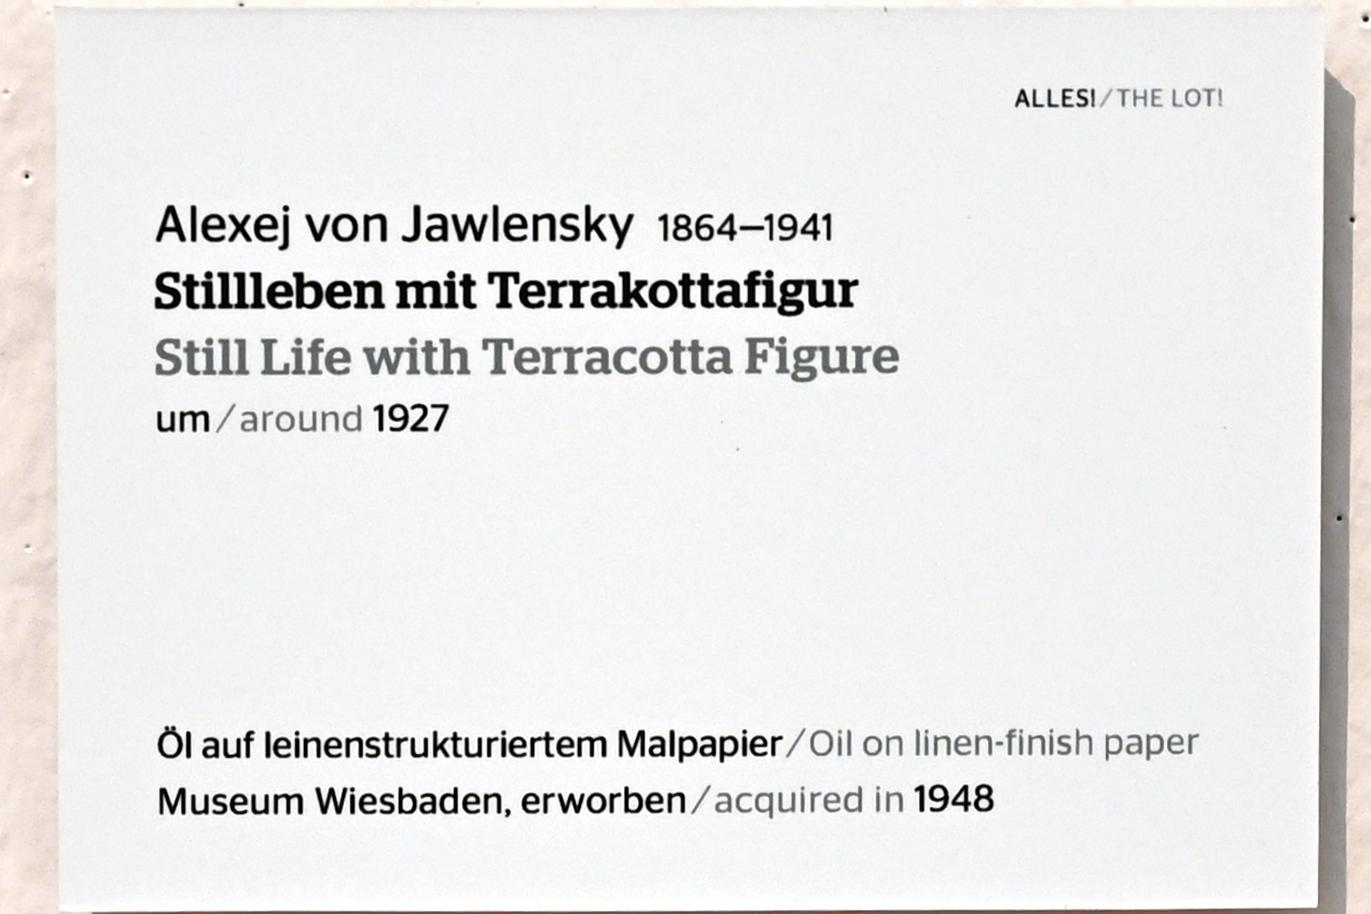 ALLES!/THE LOT!
Alexej von Jawlensky 1864–1941
Stillleben mit Terrakottafigur
Still Life with Terracotta Figure
um/around 1927
Öl auf leinenstrukturiertem Malpapier/Oil on linen-finish paper
Museum Wiesbaden, erworben/acquired in 1948